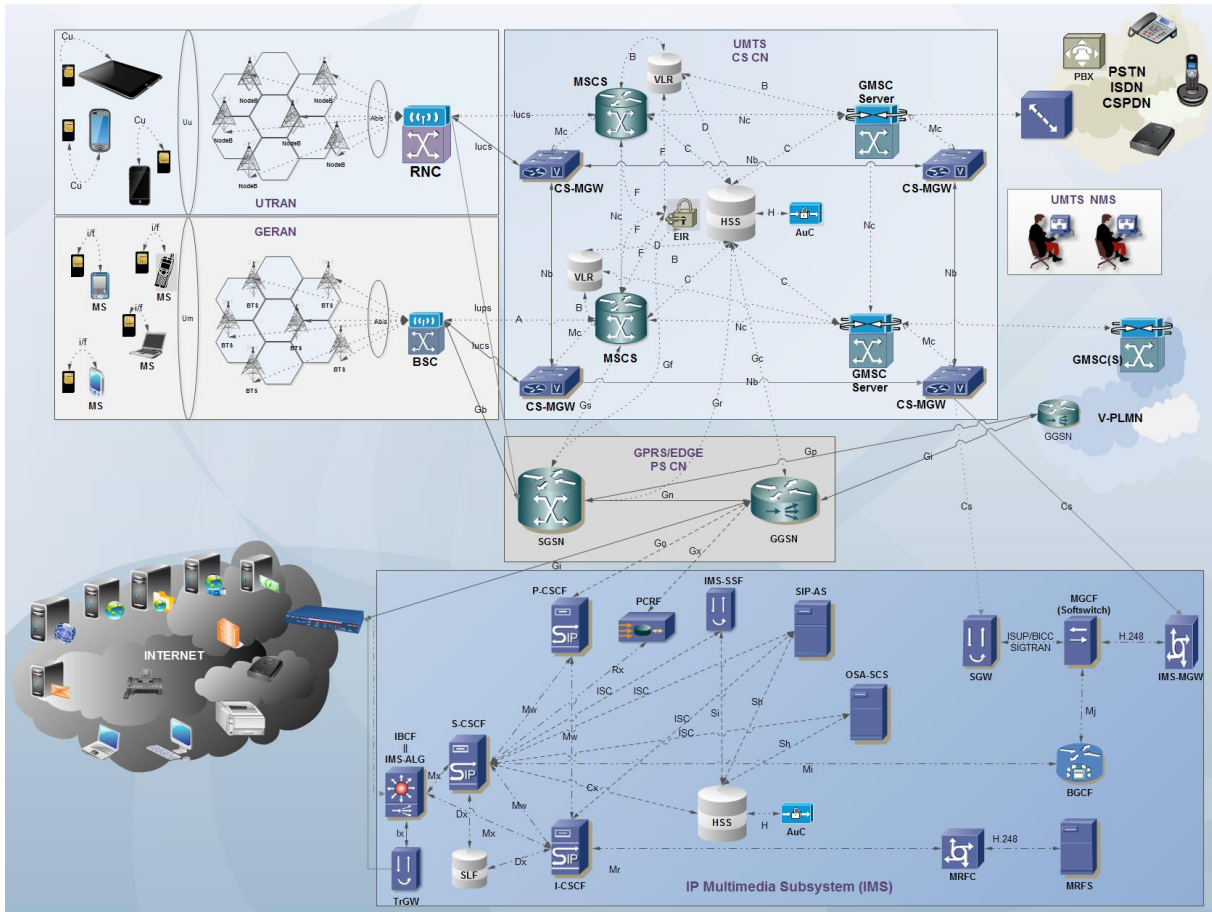 Cu
Cu
Cu
Uu
NodeB
NodeB
NodeB
NodeB
NodeB
NodeB
NodeB
Abis
RNC
UTRAN
GERAN
i/f
MS
i/f
MS
i/f
MS
i/f
MS
Um
BTS
BTS
BTS
BTS
BTS
BTS
BTS
Abis
BSC
UMTS
CS CN
Iucs
Iucs
MSCS
B
VLR
B
GMSC
Server
Mc
Nc
Mc
D
CS-MGW
C
C
Nb
CS-MGW
F
F
F
F
Nc
EIR
HSS
H
AuC
Nc
D
B
VLR
B
C
C
Nb
Nb
Iups
Iucs
A
Mc
MSCS
Nc
GMSC
Server
Mc
CS-MGW
Nb
CS-MGW
Gb
Gs
Gf
Gr
Gc
PBX
PSTN
ISDN
CSPDN
UMTS NMS
GMSC(S)
V-PLMN
GGSN
Gp
Gi
GPRS/EDGE
PS CN
SGSN
Gn
GGSN
Gi
Go
Gx
Cs
Cs
INTERNET
P-CSCF
SIP
PCRF
IMS-SSF
SIP-AS
MGCF
(Softswitch)
SGW
ISUP/BICC
SIGTRAN
H.248
IMS-MGW
OSA-SCS
Rx
ISC
ISC
ISC
ISC
Si
Sh
Sh
Mw
Mw
Mw
S-CSCF
SIP
IBCF
||
IMS-ALG
Mx
Mx
Dx
Dx
Cx
Mi
Mj
BGCF
HSS
H
AuC
Ix
TrGW
SLF
I-CSCF
SIP
Mr
MRFC
H.248
MRFS
IP Multimedia Subsystem (IMS)